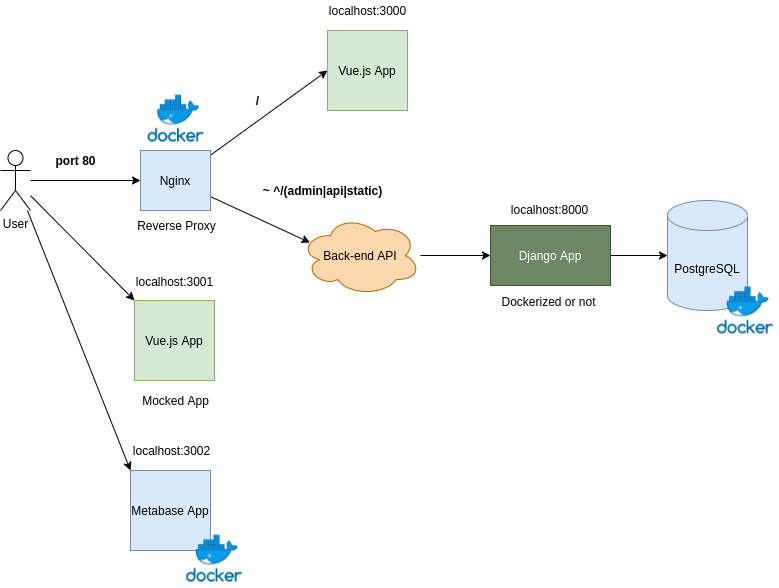 localhost:3000
Vue.js App
/
docker
port 80
Nginx
Reverse Proxy
User
~ ^/(admin|api|static)
Back-end API
localhost:8000
Django App
Dockerized or not
PostgreSQL
docker
localhost:3001
Vue.js App
Mocked App
localhost:3002
Metabase App
docker